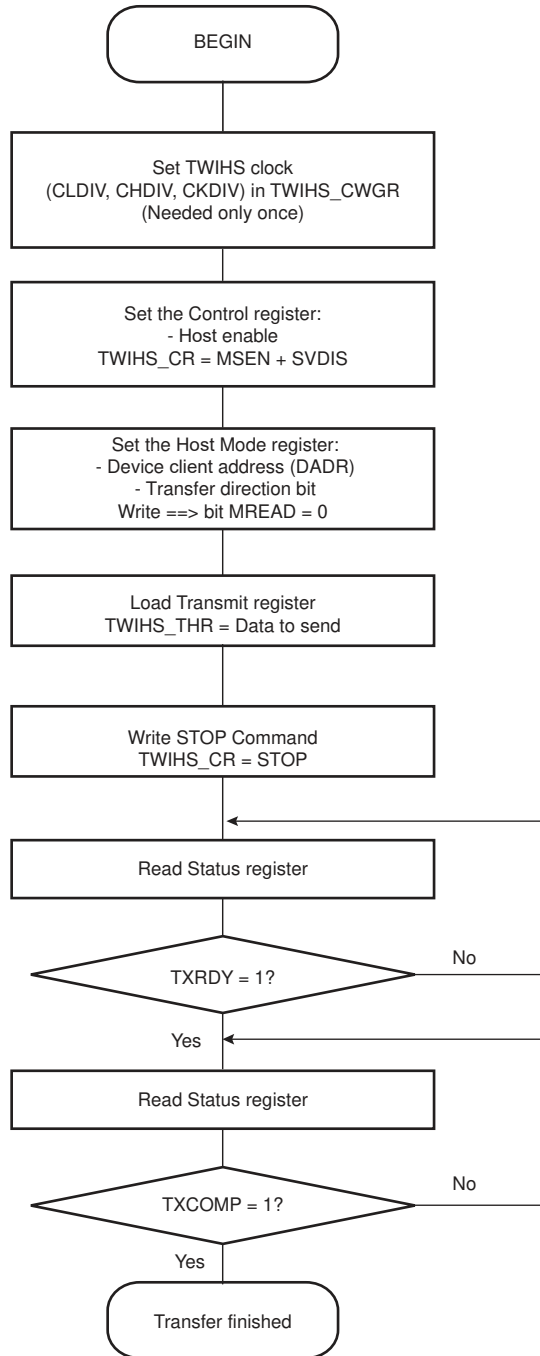 BEGIN
Set TWIHS clock
(CLDIV, CHDIV, CKDIV) in TWIHS_CWGR
(Needed only once)
Set the Control register:
- Host enable
TWIHS_CR = MSEN + SVDIS
Set the Host Mode register:
- Device client address (DADR)
- Transfer direction bit
Write ==> bit MREAD = 0
Load Transmit register
TWIHS_THR = Data to send
Write STOP Command
TWIHS_CR = STOP
Read Status register
TXRDY = 1?
No
Yes
Read Status register
TXCOMP = 1?
No
Yes
Transfer finished